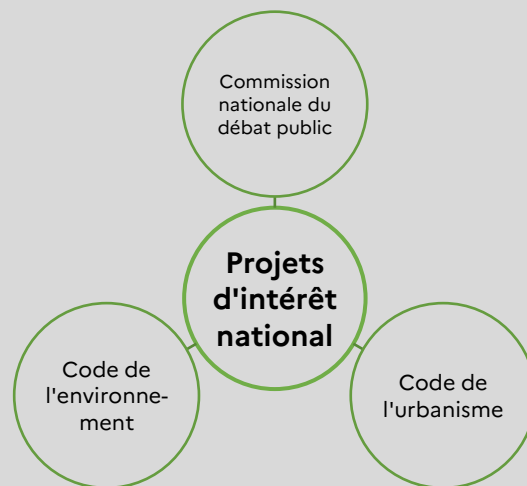 Commission
nationale du
débat public
Projets
d'intérêt
national
Code de
l'environne-
ment
Code de
l'urbanisme